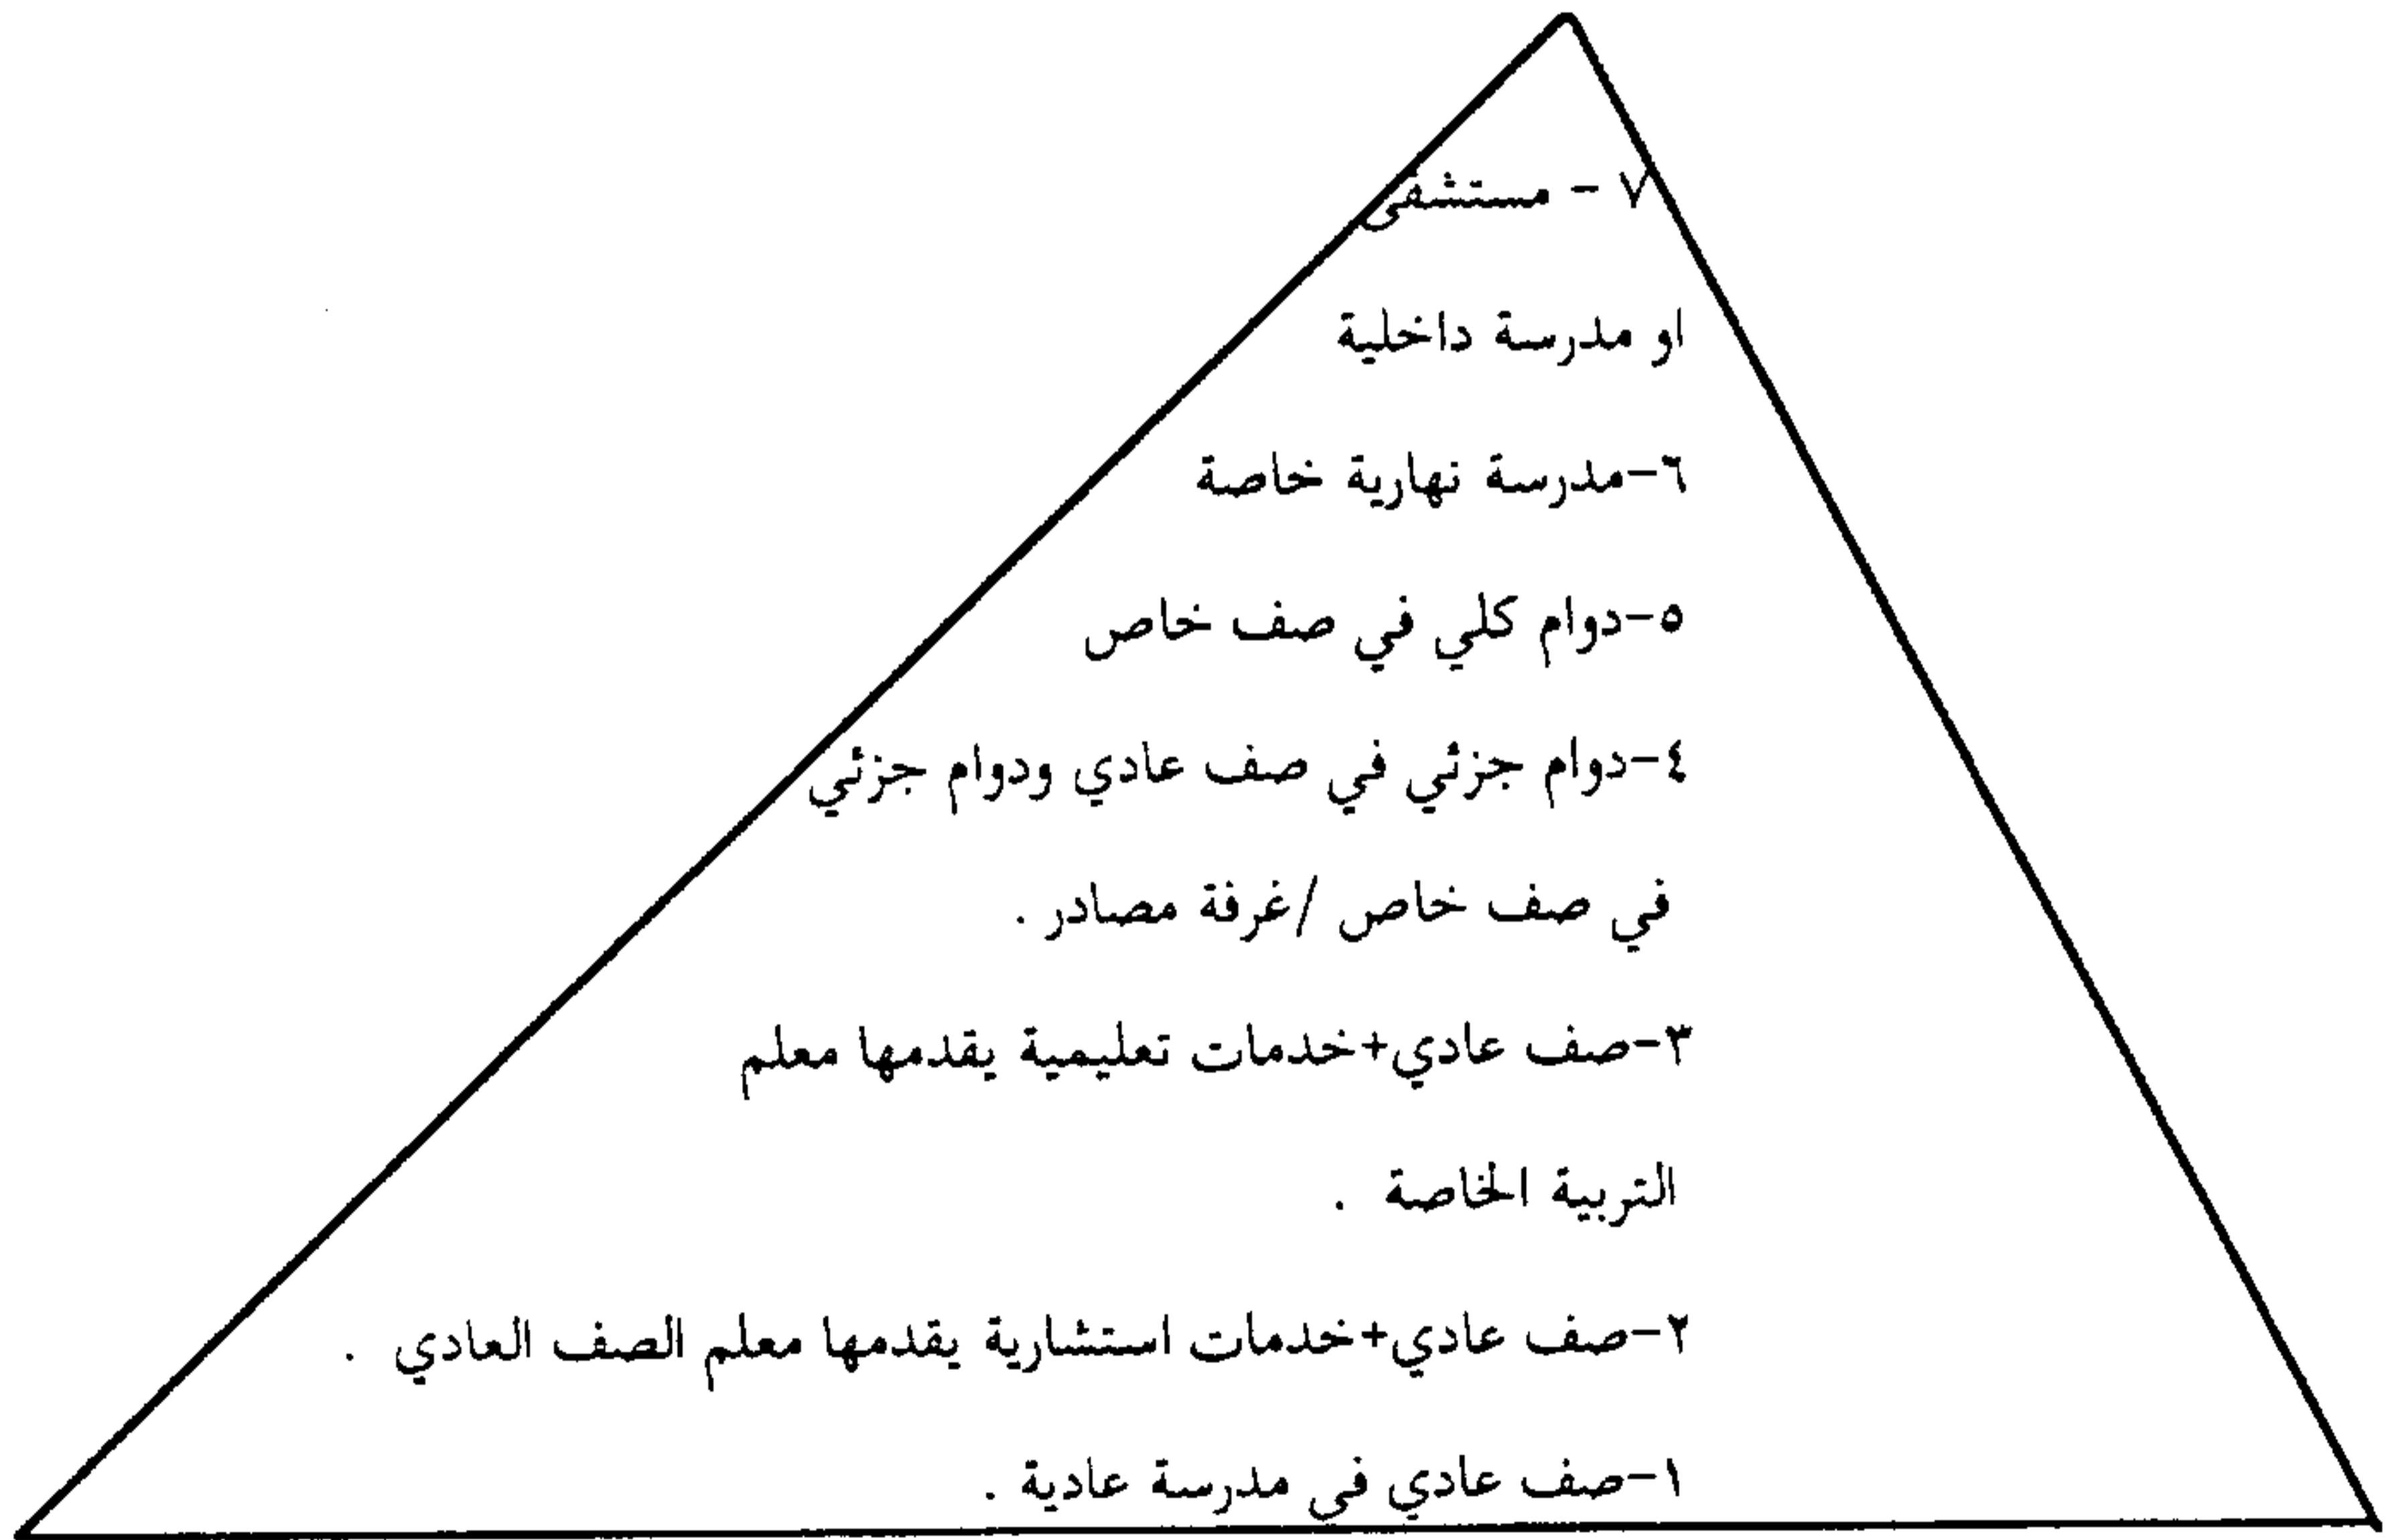 ٧ - مستشفى
او مدرسة داخلية
٦-مدرسة نهارية خاصة
٥-دوام كلي في صف خاص
٤-دوام جزئي في صف عادي ودوام جزئي
في صف خاص /غرفة مصادر .
٣-صف عادي+خدمات تعليمية يقدمها معلم
التربية الخاصة .
٢-صف عادي+خدمات استشارية يقدمها معلم الصف العادي .
١-صف عادي في مدرسة عادية .